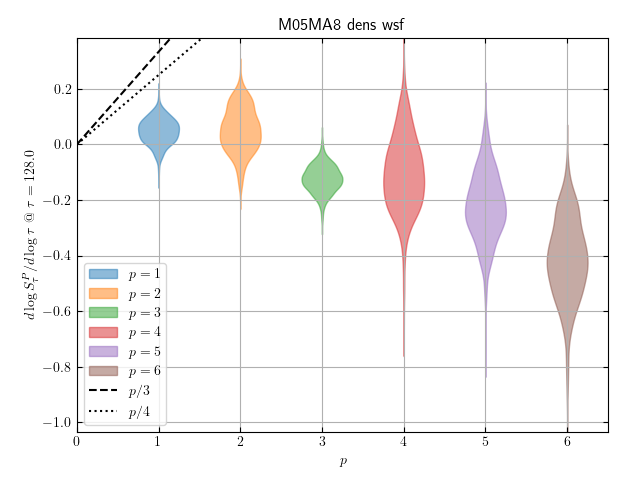 M05MA8 dens wsf
d log S_τ^P / d log τ @ τ = 128.0
0.2
0.0
−0.2
−0.4
−0.6
−0.8
−1.0
p = 1
p = 2
p = 3
p = 4
p = 5
p = 6
p/3
p/4
0 1 2 3 4 5 6
p